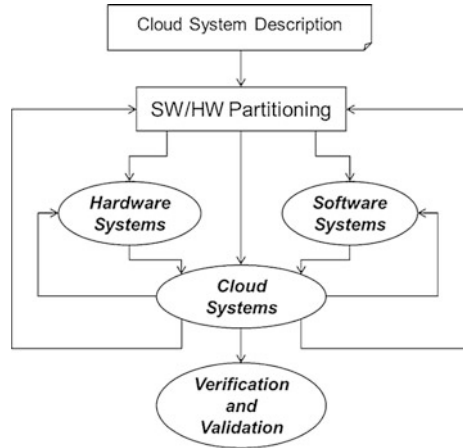 Cloud System Description
SW/HW Partitioning
Hardware
Systems
Software
Systems
Cloud
Systems
Verification
and
Validation